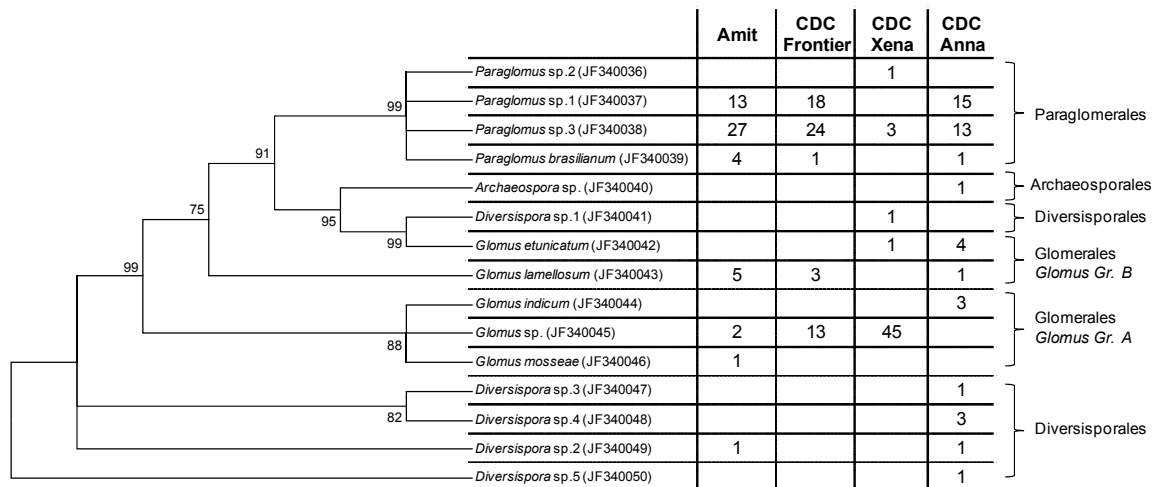 Amit CDC Frontier CDC Xena CDC Anna
Paraglomus sp.2 (JF340036) 1
99 Paraglomus sp.1 (JF340037) 13 18 15
Paraglomerales
Paraglomus sp.3 (JF340038) 27 24 3 13
91 Paraglomus brasilianum (JF340039) 4 1 1
Archaeospora sp. (JF340040) 1 Archaeosporales
75 95 Diversispora sp.1 (JF340041) 1 Diversisporales
99 Glomus etunicatum (JF340042) 1 4
Glomerales
Glomus Gr. B
99 Glomus lamellosum (JF340043) 5 3 1
Glomus indicum (JF340044) 3
Glomerales
Glomus Gr. A
Glomus sp. (JF340045) 2 13 45
88 Glomus mosseae (JF340046) 1
Diversispora sp.3 (JF340047) 1
82 Diversispora sp.4 (JF340048) 3
Diversisporales
Diversispora sp.2 (JF340049) 1 1
Diversispora sp.5 (JF340050) 1